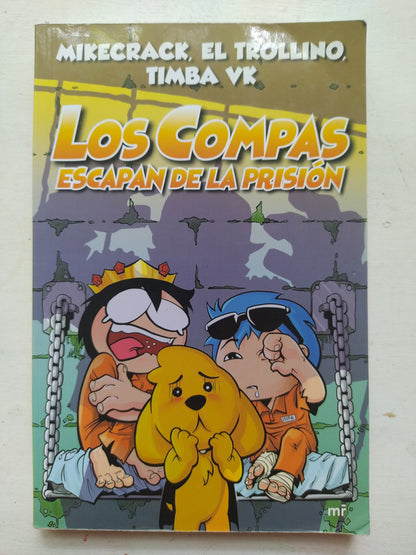 MIKECRACK, EL TROLLINO,
TIMBA VK
LOS COMPAS
ESCAPAN DE LA PRISIÓN
mr